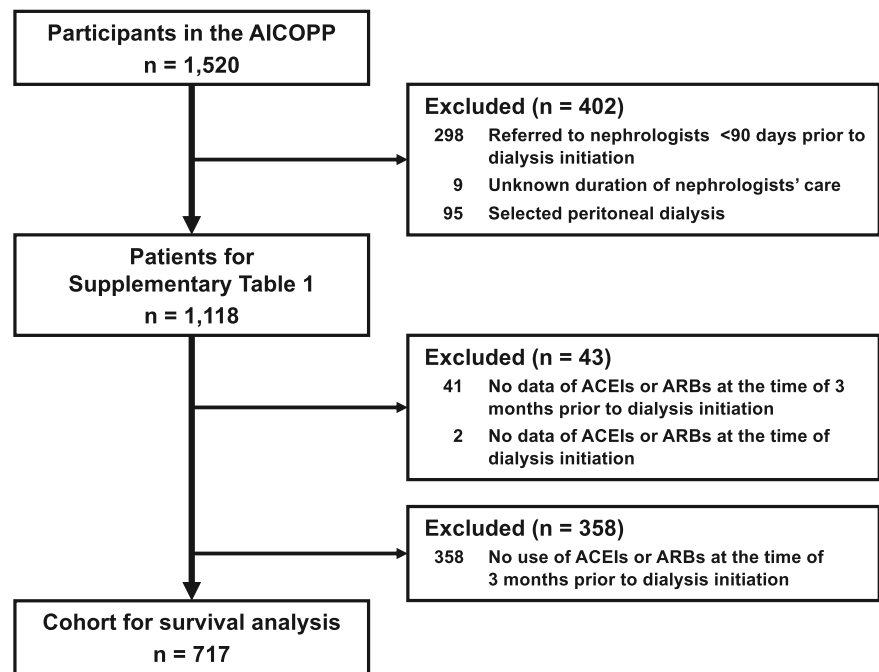 Participants in the AICOPP
n = 1,520
Excluded (n = 402)
298 Referred to nephrologists <90 days prior to
dialysis initiation
9 Unknown duration of nephrologists’ care
95 Selected peritoneal dialysis
Patients for
Supplementary Table 1
n = 1,118
Excluded (n = 43)
41 No data of ACEIs or ARBs at the time of 3
months prior to dialysis initiation
2 No data of ACEIs or ARBs at the time of
dialysis initiation
Excluded (n = 358)
358 No use of ACEIs or ARBs at the time of
3 months prior to dialysis initiation
Cohort for survival analysis
n = 717